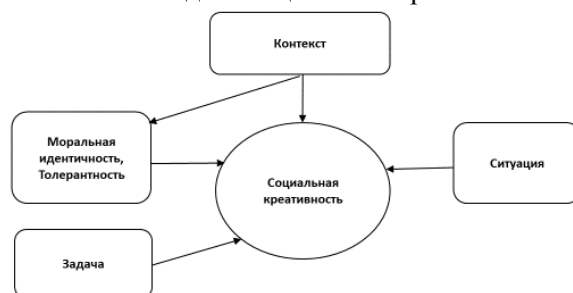 Контекст
Моральная
идентичность,
Толерантность
Социальная
креативность
Ситуация
Задача